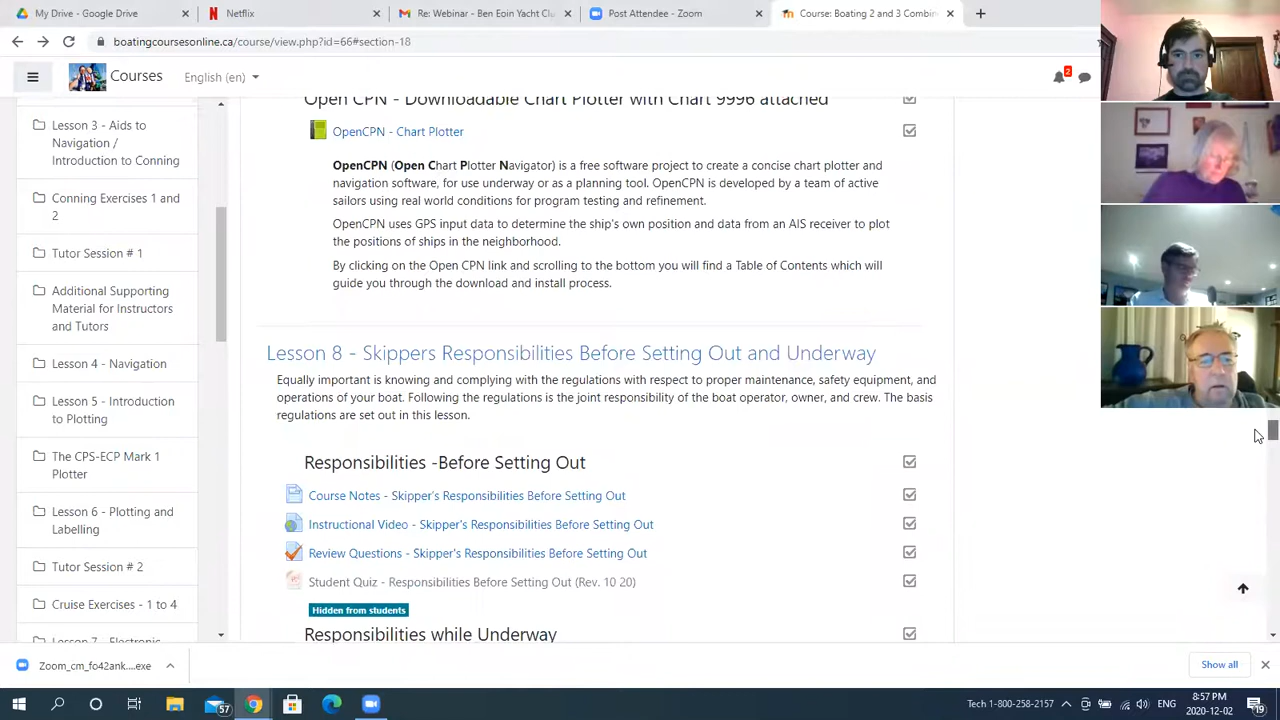 My Drive - Google Drive
Netflix
Re: Webinar - Ben Eoin Yacht Clu
Post Attendee - Zoom
Course: Boating 2 and 3 Combin
boatingcoursesonline.ca/course/view.php?id=66#section-18
Courses
English (en)
2
Lesson 3 - Aids to
Navigation /
Introduction to Conning
Conning Exercises 1 and
2
Tutor Session # 1
Additional Supporting
Material for Instructors
and Tutors
Lesson 4 - Navigation
Lesson 5 - Introduction
to Plotting
The CPS-ECP Mark 1
Plotter
Lesson 6 - Plotting and
Labelling
Tutor Session # 2
Cruise Exercises - 1 to 4
Lesson 7 - Electronic
Open CPN - Downloadable Chart Plotter with Chart 9996 attached
OpenCPN - Chart Plotter
OpenCPN (Open Chart Plotter Navigator) is a free software project to create a concise chart plotter and
navigation software, for use underway or as a planning tool. OpenCPN is developed by a team of active
sailors using real world conditions for program testing and refinement.
OpenCPN uses GPS input data to determine the ship's own position and data from an AIS receiver to plot
the positions of ships in the neighborhood.
By clicking on the Open CPN link and scrolling to the bottom you will find a Table of Contents which will
guide you through the download and install process.
Lesson 8 - Skippers Responsibilities Before Setting Out and Underway
Equally important is knowing and complying with the regulations with respect to proper maintenance, safety equipment, and
operations of your boat. Following the regulations is the joint responsibility of the boat operator, owner, and crew. The basis
regulations are set out in this lesson.
Responsibilities -Before Setting Out
Course Notes - Skipper's Responsibilities Before Setting Out
Instructional Video - Skipper's Responsibilities Before Setting Out
Review Questions - Skipper's Responsibilities Before Setting Out
Student Quiz - Responsibilities Before Setting Out (Rev. 10 20)
Hidden from students
Responsibilities while Underway
Zoom_cm_fo42ank....exe
Show all
57
Tech 1-800-258-2157
ENG
8:57 PM
2020-12-02
19